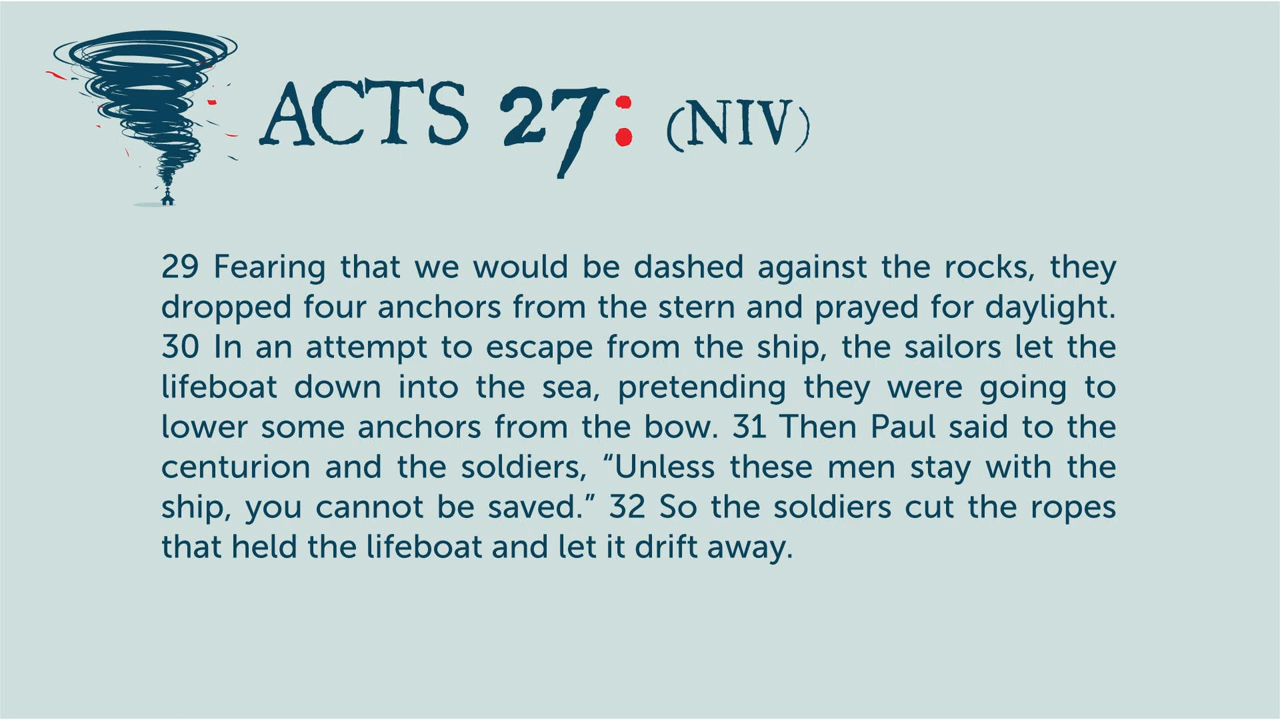 ACTS 27: (NIV)
29 Fearing that we would be dashed against the rocks, they
dropped four anchors from the stern and prayed for daylight.
30 In an attempt to escape from the ship, the sailors let the
lifeboat down into the sea, pretending they were going to
lower some anchors from the bow. 31 Then Paul said to the
centurion and the soldiers, “Unless these men stay with the
ship, you cannot be saved.” 32 So the soldiers cut the ropes
that held the lifeboat and let it drift away.